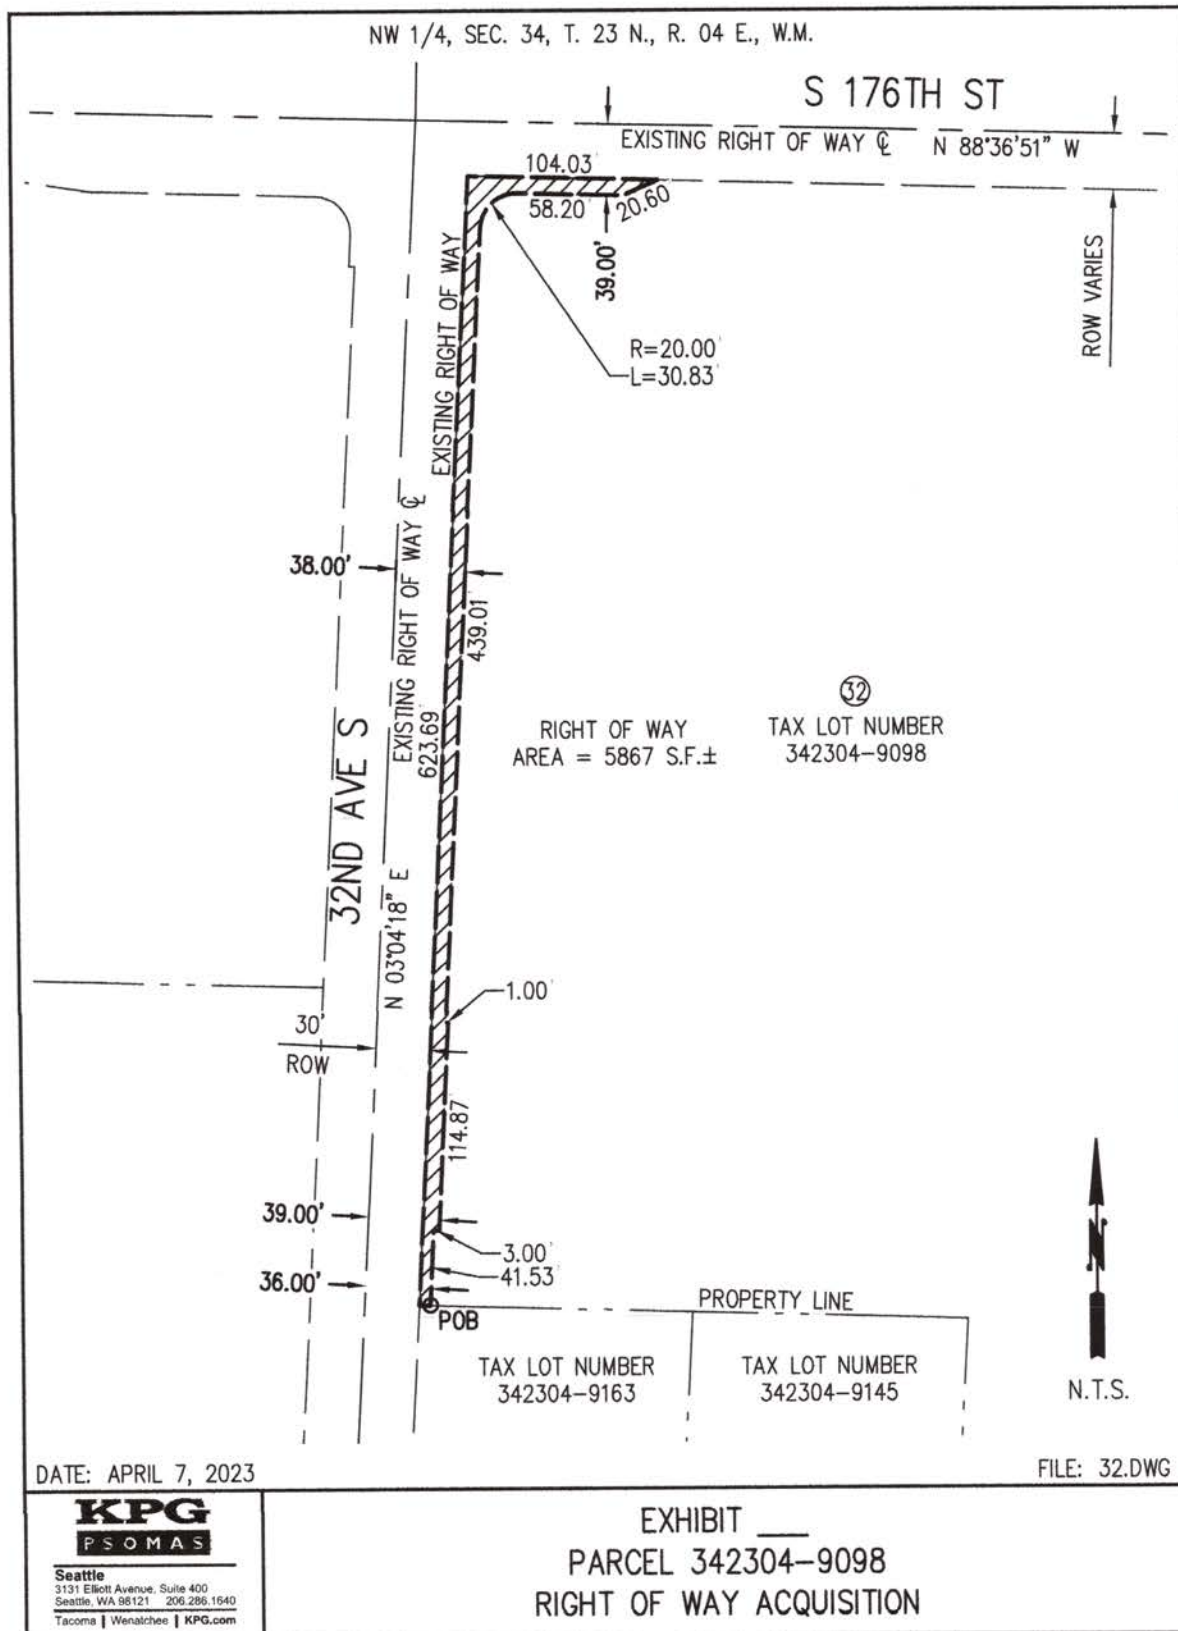 NW 1/4, SEC. 34, T. 23 N., R. 04 E., W.M.
S 176TH ST
EXISTING RIGHT OF WAY ℄ N 88°36'51" W
104.03'
58.20'
20.60'
39.00'
EXISTING RIGHT OF WAY
ROW VARIES
R=20.00'
L=30.83'
38.00'
EXISTING RIGHT OF WAY ℄
439.01'
623.69'
32ND AVE S
N 03°04'18" E
RIGHT OF WAY
AREA = 5867 S.F.±
32
TAX LOT NUMBER
342304-9098
1.00'
30'
ROW
114.87'
39.00'
3.00'
41.53'
36.00'
POB
PROPERTY LINE
TAX LOT NUMBER
342304-9163
TAX LOT NUMBER
342304-9145
N
N.T.S.
DATE: APRIL 7, 2023
FILE: 32.DWG
KPG
PSOMAS
Seattle
3131 Elliott Avenue, Suite 400
Seattle, WA 98121 206.286.1640
Tacoma | Wenatchee | KPG.com
EXHIBIT ___
PARCEL 342304-9098
RIGHT OF WAY ACQUISITION